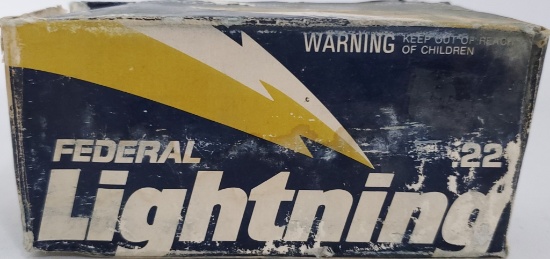 WARNING KEEP OUT OF REACH
OF CHILDREN
FEDERAL
.22
Lightning